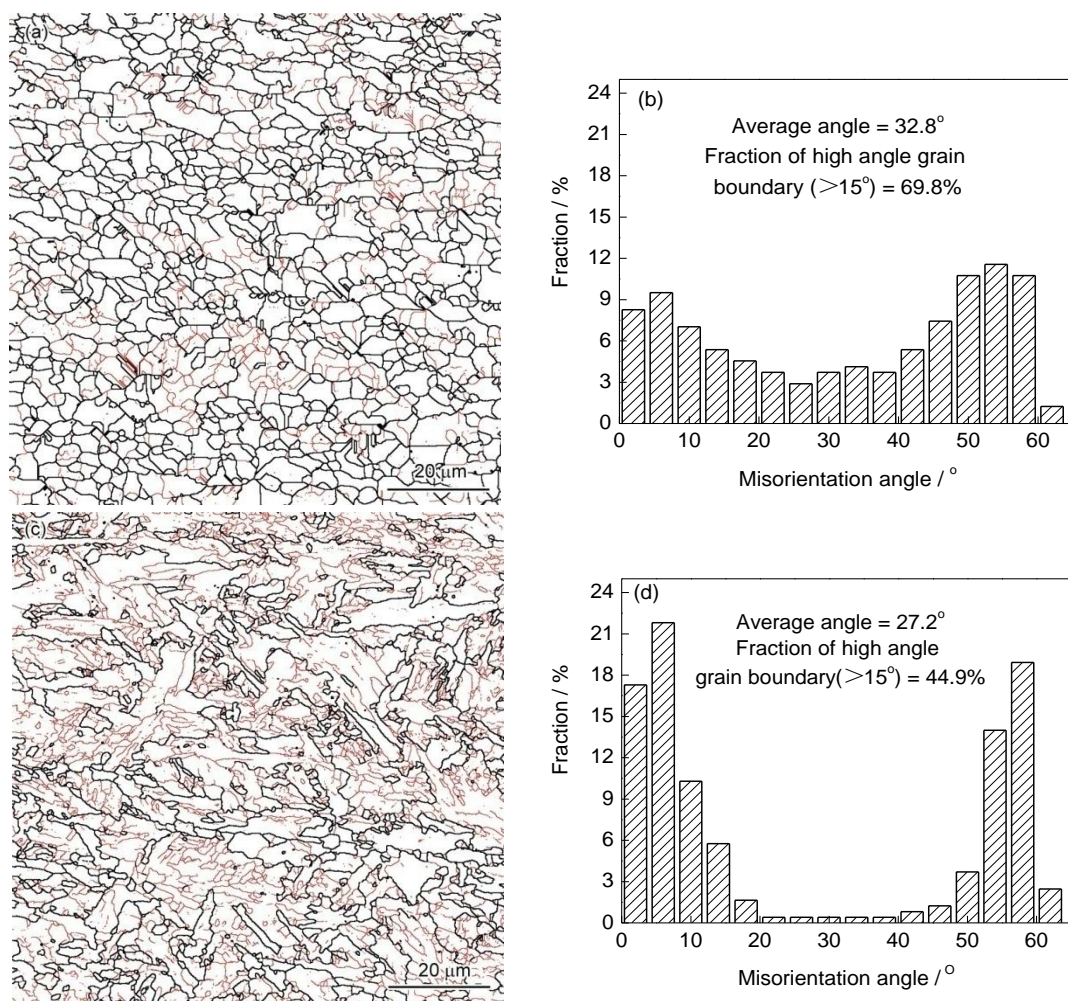 (a)
20 μm
(b)
Average angle = 32.8°
Fraction of high angle grain
boundary (＞15°) = 69.8%
Fraction / %
24
21
18
15
12
9
6
3
0
0 10 20 30 40 50 60
Misorientation angle / °
(c)
20 μm
(d)
Average angle = 27.2°
Fraction of high angle
grain boundary(＞15°) = 44.9%
Fraction / %
24
21
18
15
12
9
6
3
0
0 10 20 30 40 50 60
Misorientation angle / O